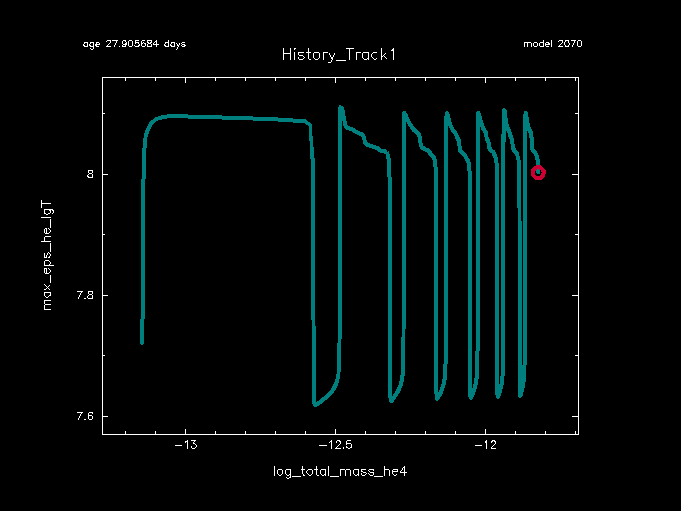 age 27.905684 days
model 2070
History_Track1
8
7.8
7.6
max_eps_he_lgT
-13
-12.5
-12
log_total_mass_he4